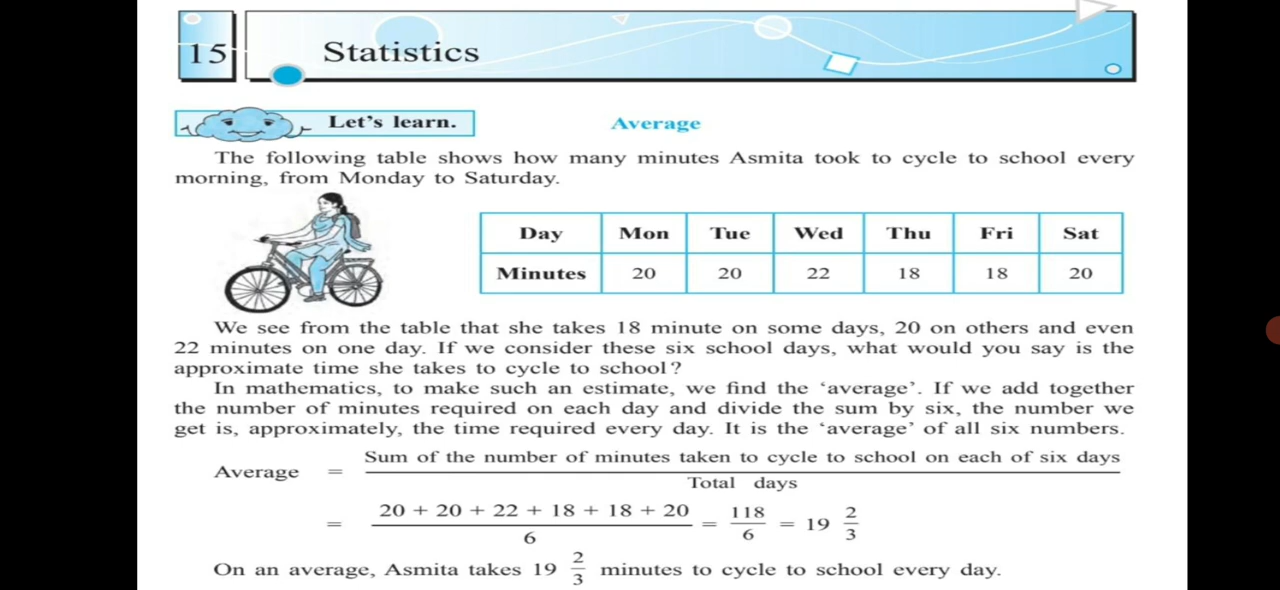 15 Statistics
Let's learn.
Average
The following table shows how many minutes Asmita took to cycle to school every
morning, from Monday to Saturday.
Day Mon Tue Wed Thu Fri Sat
Minutes 20 20 22 18 18 20
We see from the table that she takes 18 minute on some days, 20 on others and even
22 minutes on one day. If we consider these six school days, what would you say is the
approximate time she takes to cycle to school?
In mathematics, to make such an estimate, we find the ‘average’. If we add together
the number of minutes required on each day and divide the sum by six, the number we
get is, approximately, the time required every day. It is the ‘average’ of all six numbers.
Average = Sum of the number of minutes taken to cycle to school on each of six days / Total days
= 20 + 20 + 22 + 18 + 18 + 20 / 6 = 118/6 = 19 2/3
On an average, Asmita takes 19 2/3 minutes to cycle to school every day.